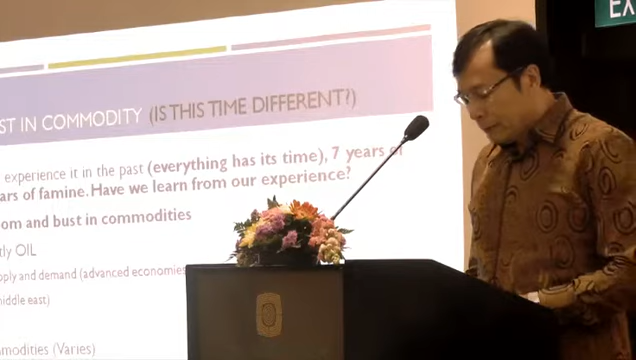 EX
ST IN COMMODITY (IS THIS TIME DIFFERENT?)
experience it in the past (everything has its time), 7 years of
ars of famine. Have we learn from our experience?
om and bust in commodities
tly OIL
pply and demand (advanced economies
iddle east)
modities (Varies)